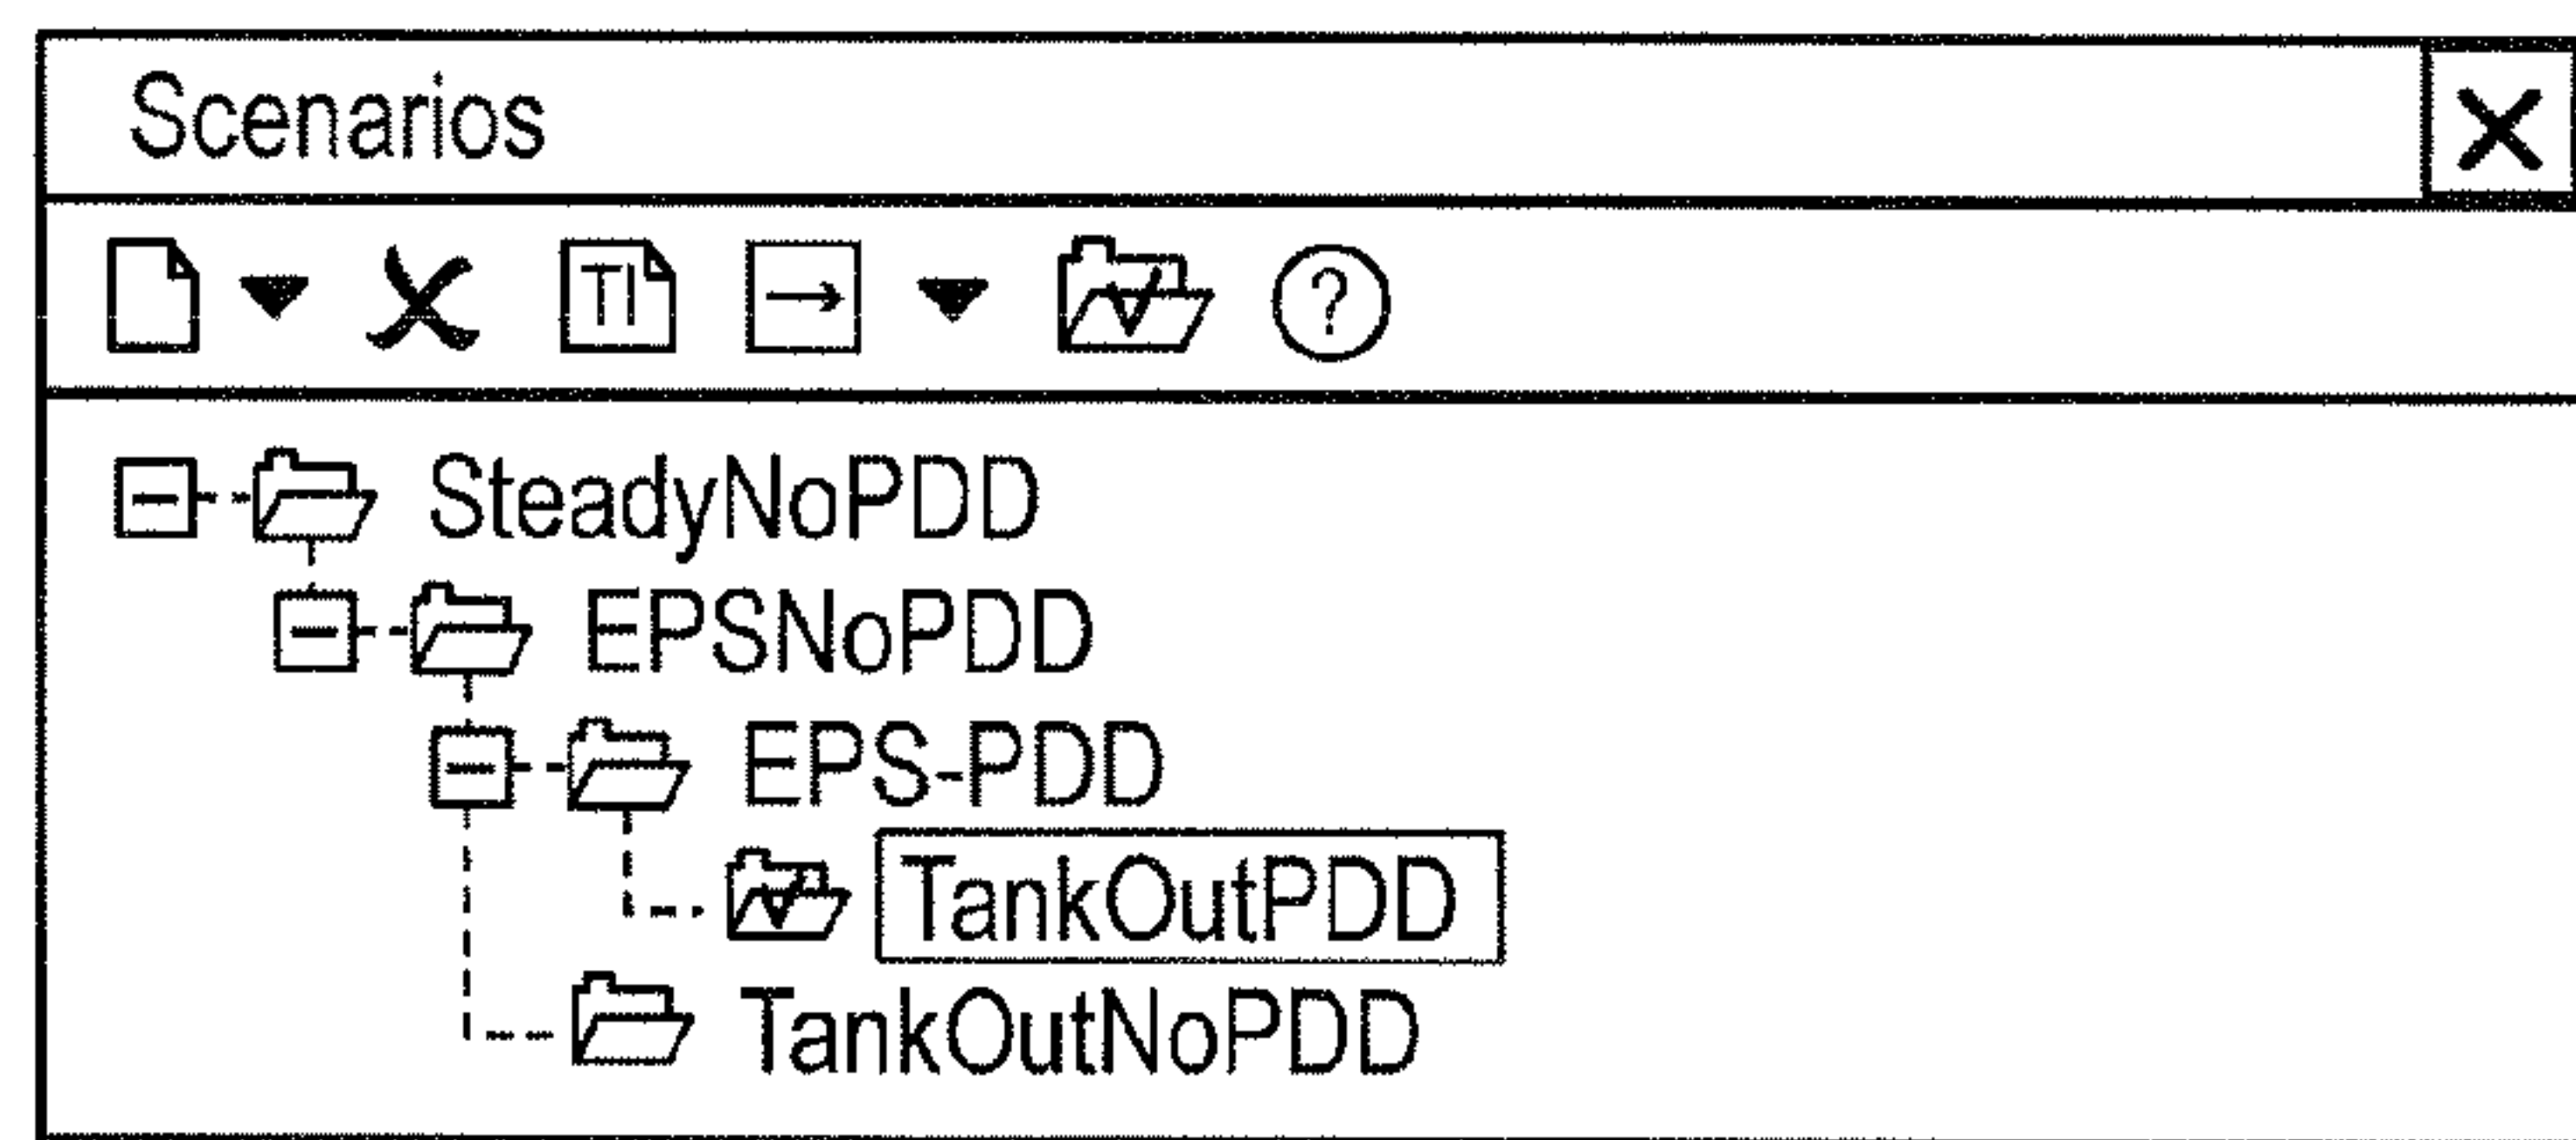 Scenarios
TI ?
SteadyNoPDD
EPSNoPDD
EPS-PDD
TankOutPDD
TankOutNoPDD